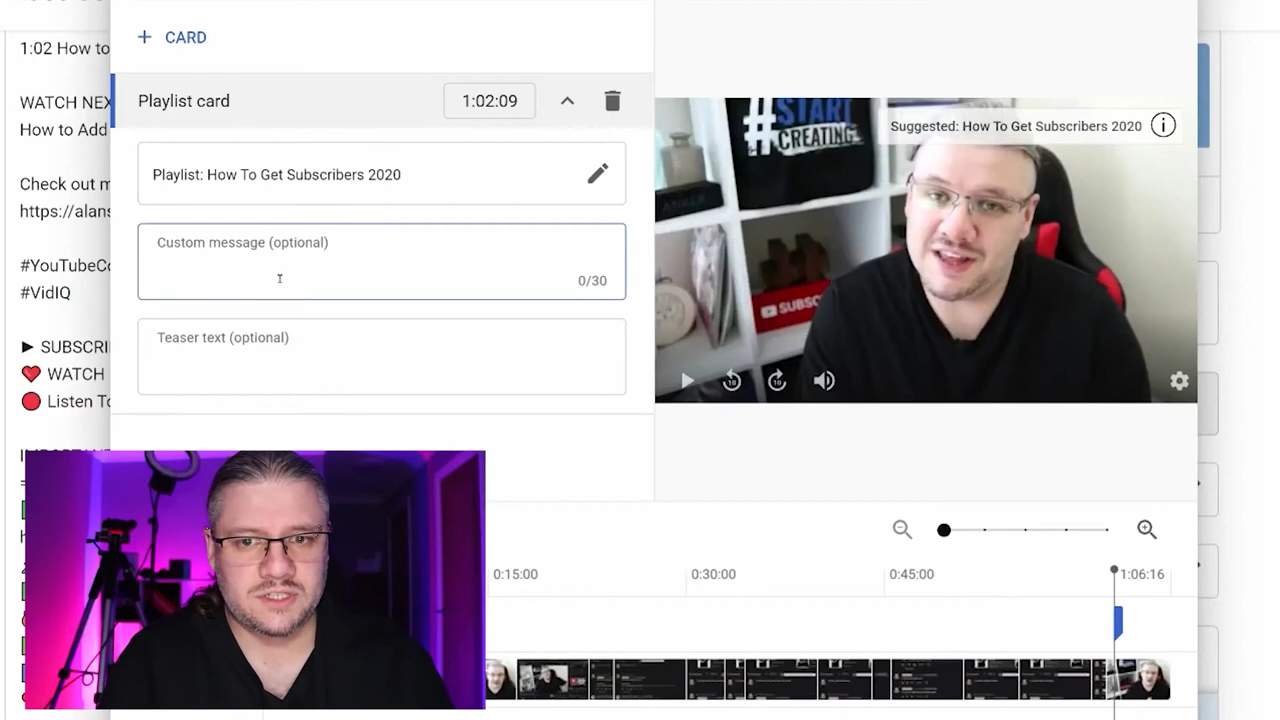 1:02 How to
WATCH NEX
How to Add
Check out m
https://alans
#YouTubeCo
#VidIQ
► SUBSCRI
WATCH
Listen To
+ CARD
Playlist card
1:02:09
Playlist: How To Get Subscribers 2020
Custom message (optional)
0/30
Teaser text (optional)
#START
CREATING
Suggested: How To Get Subscribers 2020
SUBSC
10
10
0:15:00
0:30:00
0:45:00
1:06:16